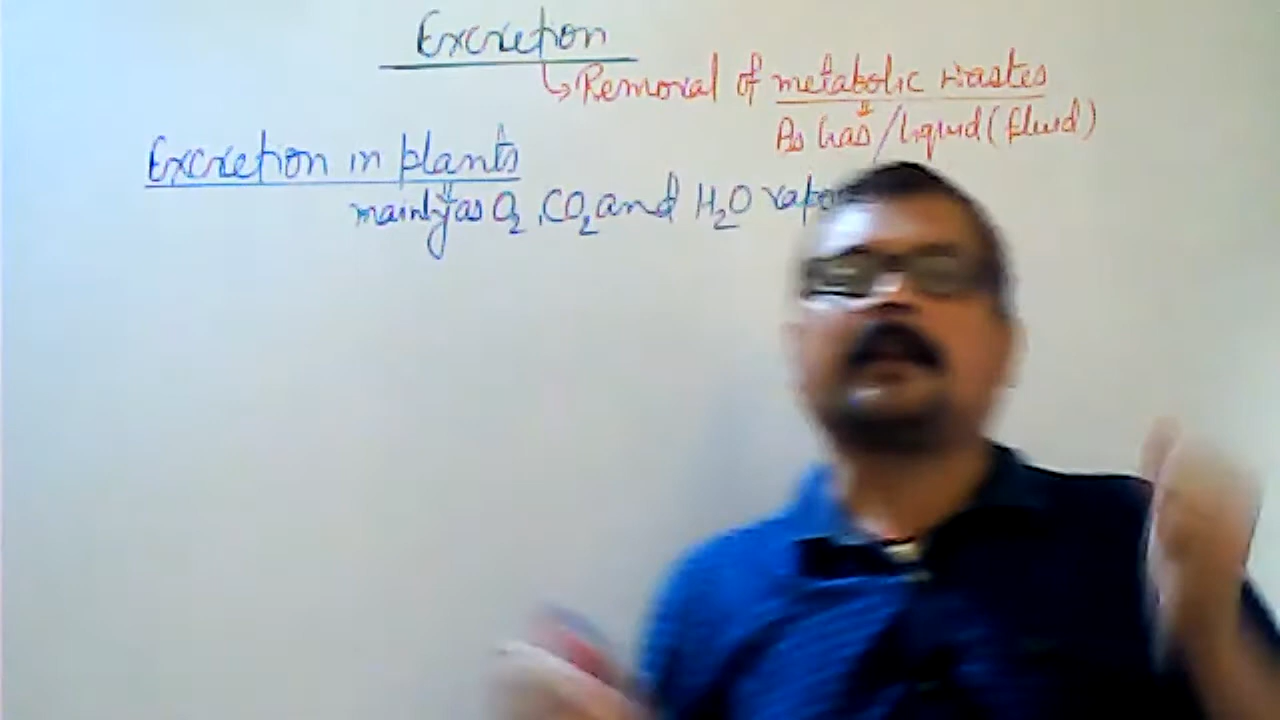 Excretion
↳ Removal of metabolic wastes
As Gas/liquid (fluid)
Excretion in plants
mainly as O₂, CO₂ and H₂O